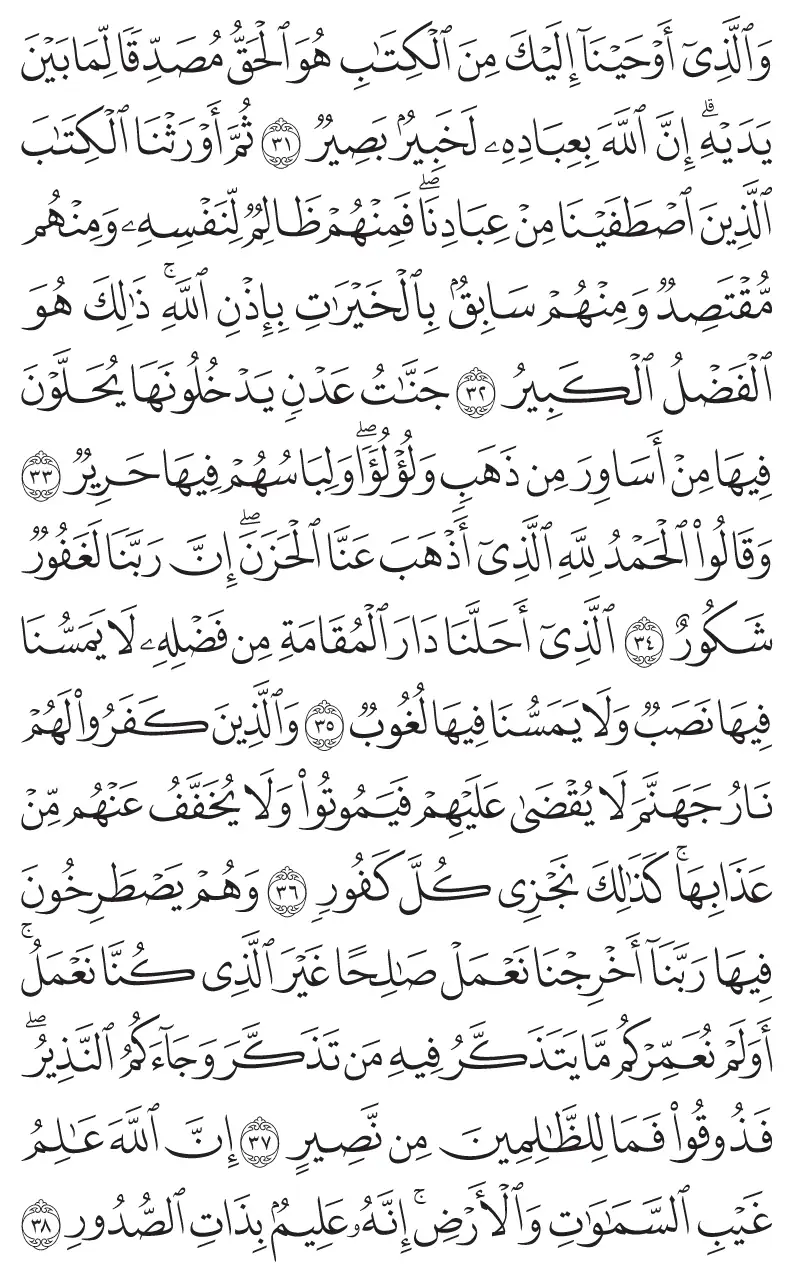 وَٱلَّذِىٓ أَوۡحَيۡنَآ إِلَيۡكَ مِنَ ٱلۡكِتَٰبِ هُوَ ٱلۡحَقُّ مُصَدِّقٗا لِّمَا بَيۡنَ
يَدَيۡهِۗ إِنَّ ٱللَّهَ بِعِبَادِهِۦ لَخَبِيرُۢ بَصِيرٞ ٣١ ثُمَّ أَوۡرَثۡنَا ٱلۡكِتَٰبَ
ٱلَّذِينَ ٱصۡطَفَيۡنَا مِنۡ عِبَادِنَاۖ فَمِنۡهُمۡ ظَالِمٞ لِّنَفۡسِهِۦ وَمِنۡهُم
مُّقۡتَصِدٞ وَمِنۡهُمۡ سَابِقُۢ بِٱلۡخَيۡرَٰتِ بِإِذۡنِ ٱللَّهِۚ ذَٰلِكَ هُوَ
ٱلۡفَضۡلُ ٱلۡكَبِيرُ ٣٢ جَنَّٰتُ عَدۡنٖ يَدۡخُلُونَهَا يُحَلَّوۡنَ
فِيهَا مِنۡ أَسَاوِرَ مِن ذَهَبٖ وَلُؤۡلُؤٗاۖ وَلِبَاسُهُمۡ فِيهَا حَرِيرٞ ٣٣
وَقَالُواْ ٱلۡحَمۡدُ لِلَّهِ ٱلَّذِىٓ أَذۡهَبَ عَنَّا ٱلۡحَزَنَۖ إِنَّ رَبَّنَا لَغَفُورٞ
شَكُورٌ ٣٤ ٱلَّذِىٓ أَحَلَّنَا دَارَ ٱلۡمُقَامَةِ مِن فَضۡلِهِۦ لَا يَمَسُّنَا
فِيهَا نَصَبٞ وَلَا يَمَسُّنَا فِيهَا لُغُوبٞ ٣٥ وَٱلَّذِينَ كَفَرُواْ لَهُمۡ
نَارُ جَهَنَّمَ لَا يُقۡضَىٰ عَلَيۡهِمۡ فَيَمُوتُواْ وَلَا يُخَفَّفُ عَنۡهُم مِّنۡ
عَذَابِهَاۚ كَذَٰلِكَ نَجۡزِى كُلَّ كَفُورٖ ٣٦ وَهُمۡ يَصۡطَرِخُونَ
فِيهَا رَبَّنَآ أَخۡرِجۡنَا نَعۡمَلۡ صَٰلِحًا غَيۡرَ ٱلَّذِى كُنَّا نَعۡمَلُۚ
أَوَلَمۡ نُعَمِّرۡكُم مَّا يَتَذَكَّرُ فِيهِ مَن تَذَكَّرَ وَجَآءَكُمُ ٱلنَّذِيرُۖ
فَذُوقُواْ فَمَا لِلظَّٰلِمِينَ مِن نَّصِيرٍ ٣٧ إِنَّ ٱللَّهَ عَٰلِمُ
غَيۡبِ ٱلسَّمَٰوَٰتِ وَٱلۡأَرۡضِۚ إِنَّهُۥ عَلِيمُۢ بِذَاتِ ٱلصُّدُورِ ٣٨